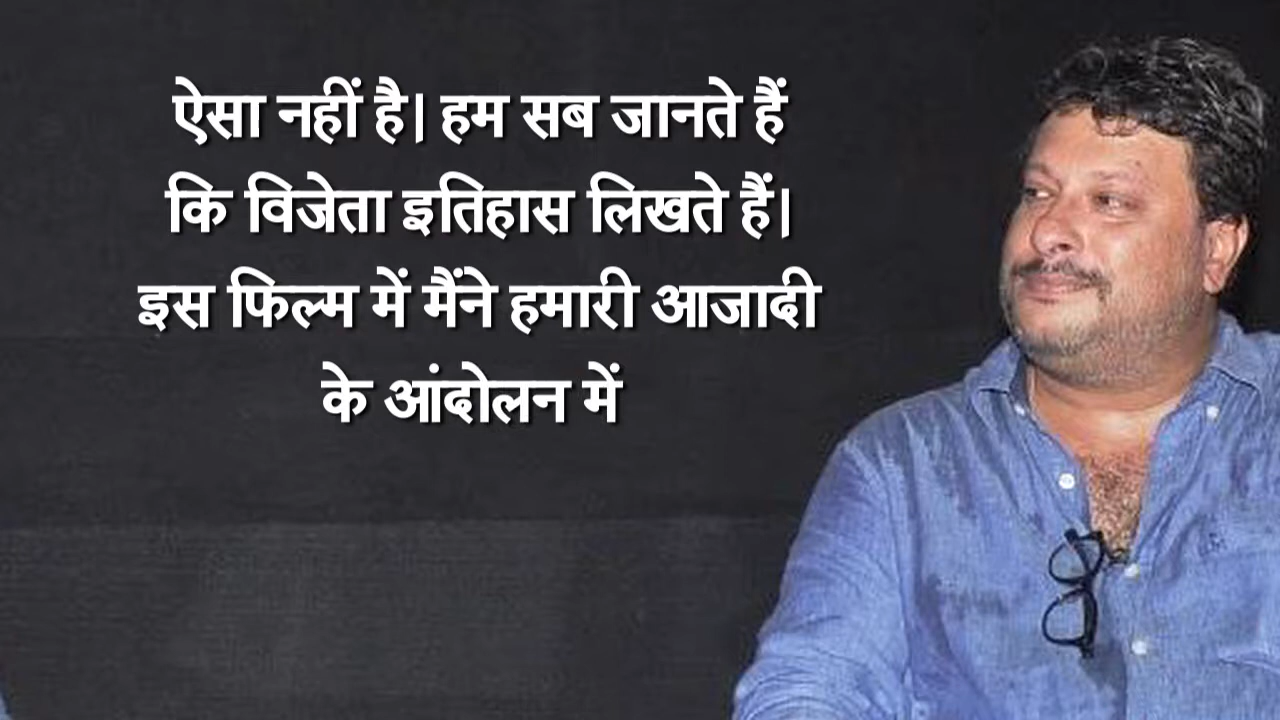 ऐसा नहीं है। हम सब जानते हैं
कि विजेता इतिहास लिखते हैं।
इस फिल्म में मैंने हमारी आजादी
के आंदोलन में